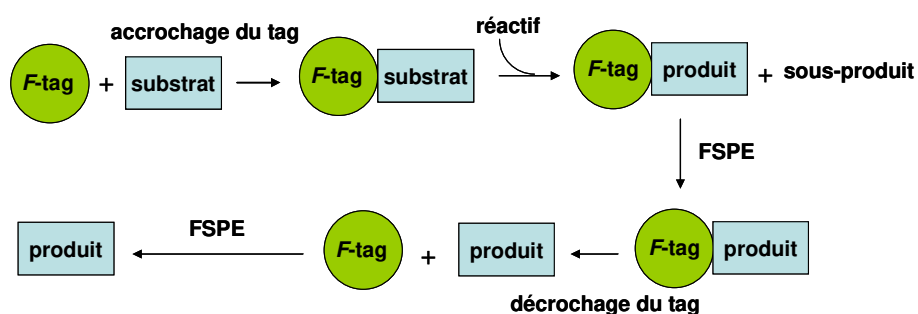 accrochage du tag
réactif
F-tag + substrat F-tag substrat F-tag produit + sous-produit
FSPE
produit FSPE F-tag + produit F-tag produit
décrochage du tag